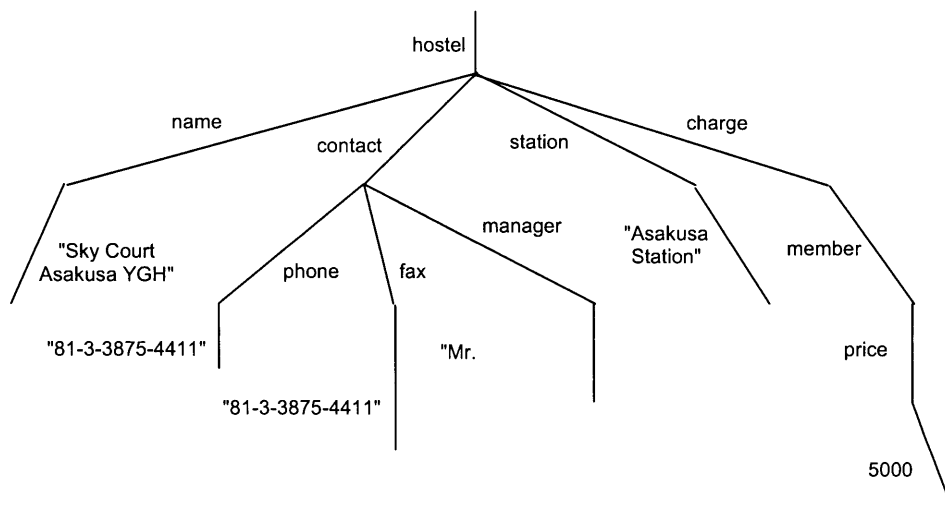 hostel
name
contact
station
charge
"Sky Court
Asakusa YGH"
phone
fax
manager
"Asakusa
Station"
member
"81-3-3875-4411"
"Mr.
price
"81-3-3875-4411"
5000